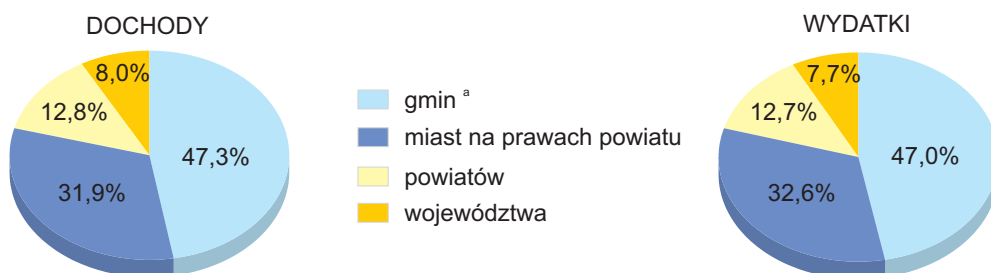 DOCHODY
8,0%
12,8%
47,3%
31,9%
gmin ª
miast na prawach powiatu
powiatów
województwa
WYDATKI
7,7%
12,7%
47,0%
32,6%